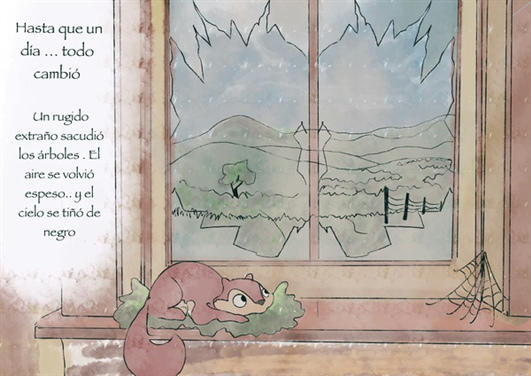 Hasta que un
día ... todo
cambió
Un rugido
extraño sacudió
los árboles . El
aire se volvió
espeso.. y el
cielo se tiñó de
negro